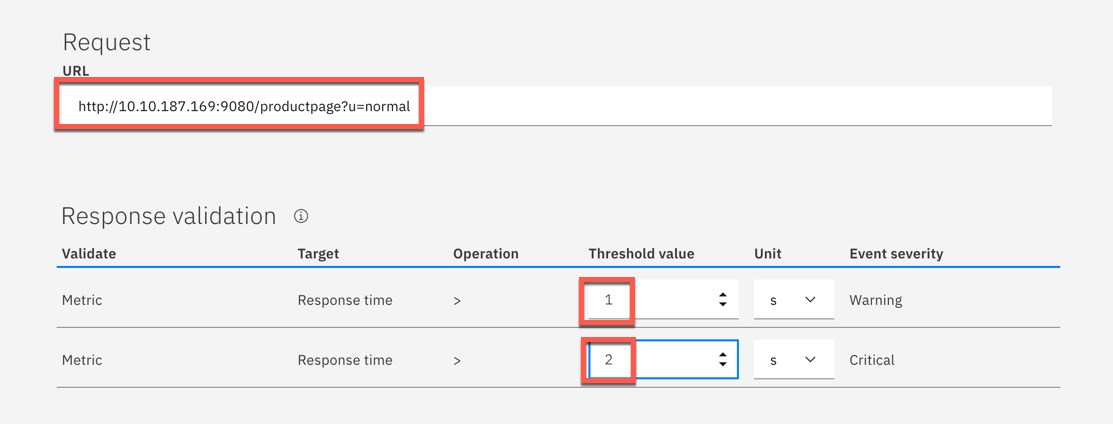 Request
URL
http://10.10.187.169:9080/productpage?u=normal
Response validation
Validate Target Operation Threshold value Unit Event severity
Metric Response time > 1 s Warning
Metric Response time > 2 s Critical